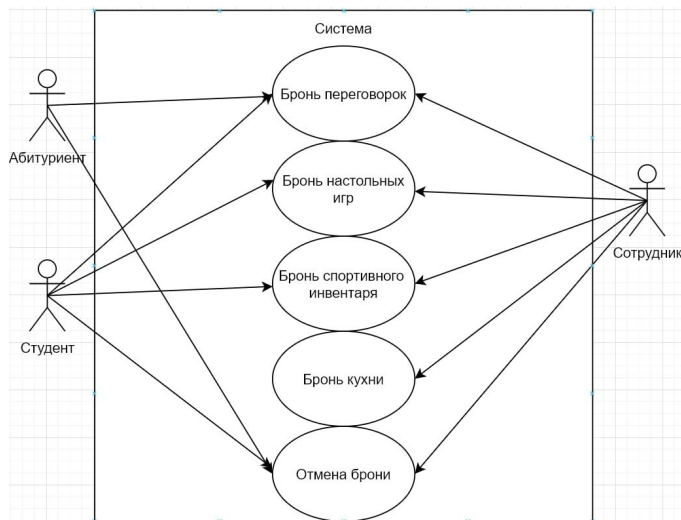 Система
Бронь переговорок
Абитуриент
Бронь настольных
игр
Сотрудник
Бронь спортивного
инвентаря
Студент
Бронь кухни
Отмена брони